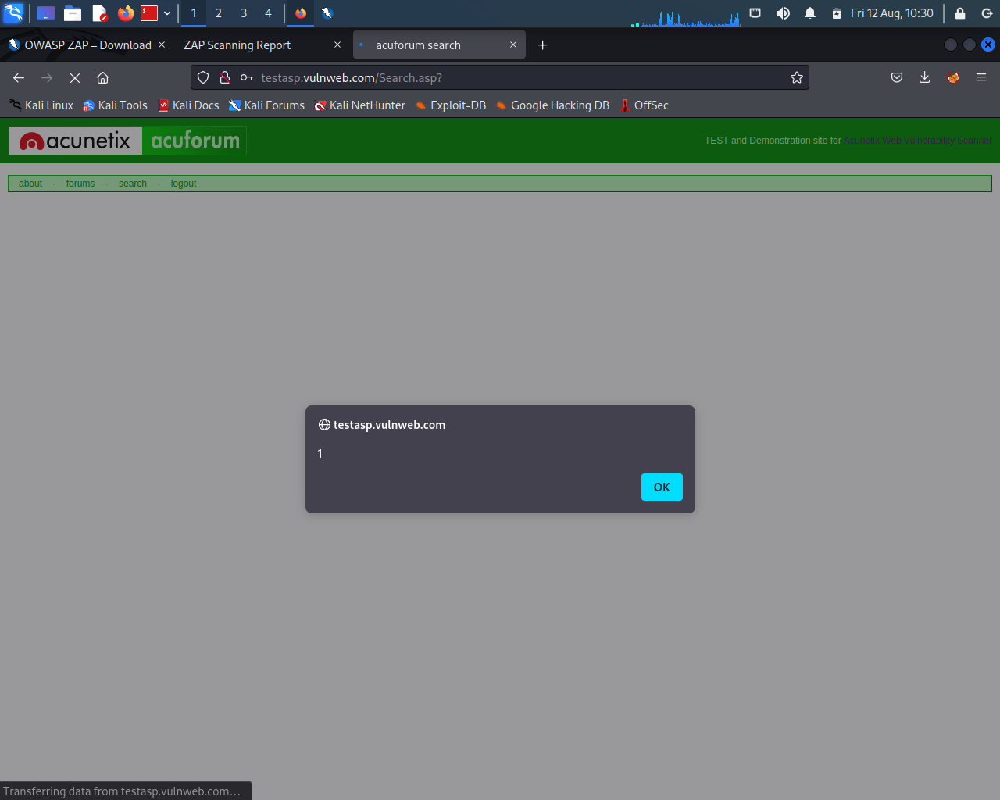 1 2 3 4 Fri 12 Aug, 10:30
OWASP ZAP – Download ZAP Scanning Report acuforum search
testasp.vulnweb.com/Search.asp?
Kali Linux Kali Tools Kali Docs Kali Forums Kali NetHunter Exploit-DB Google Hacking DB OffSec
acunetix acuforum TEST and Demonstration site for Acunetix Web Vulnerability Scanner
about - forums - search - logout
testasp.vulnweb.com
1
OK
Transferring data from testasp.vulnweb.com…